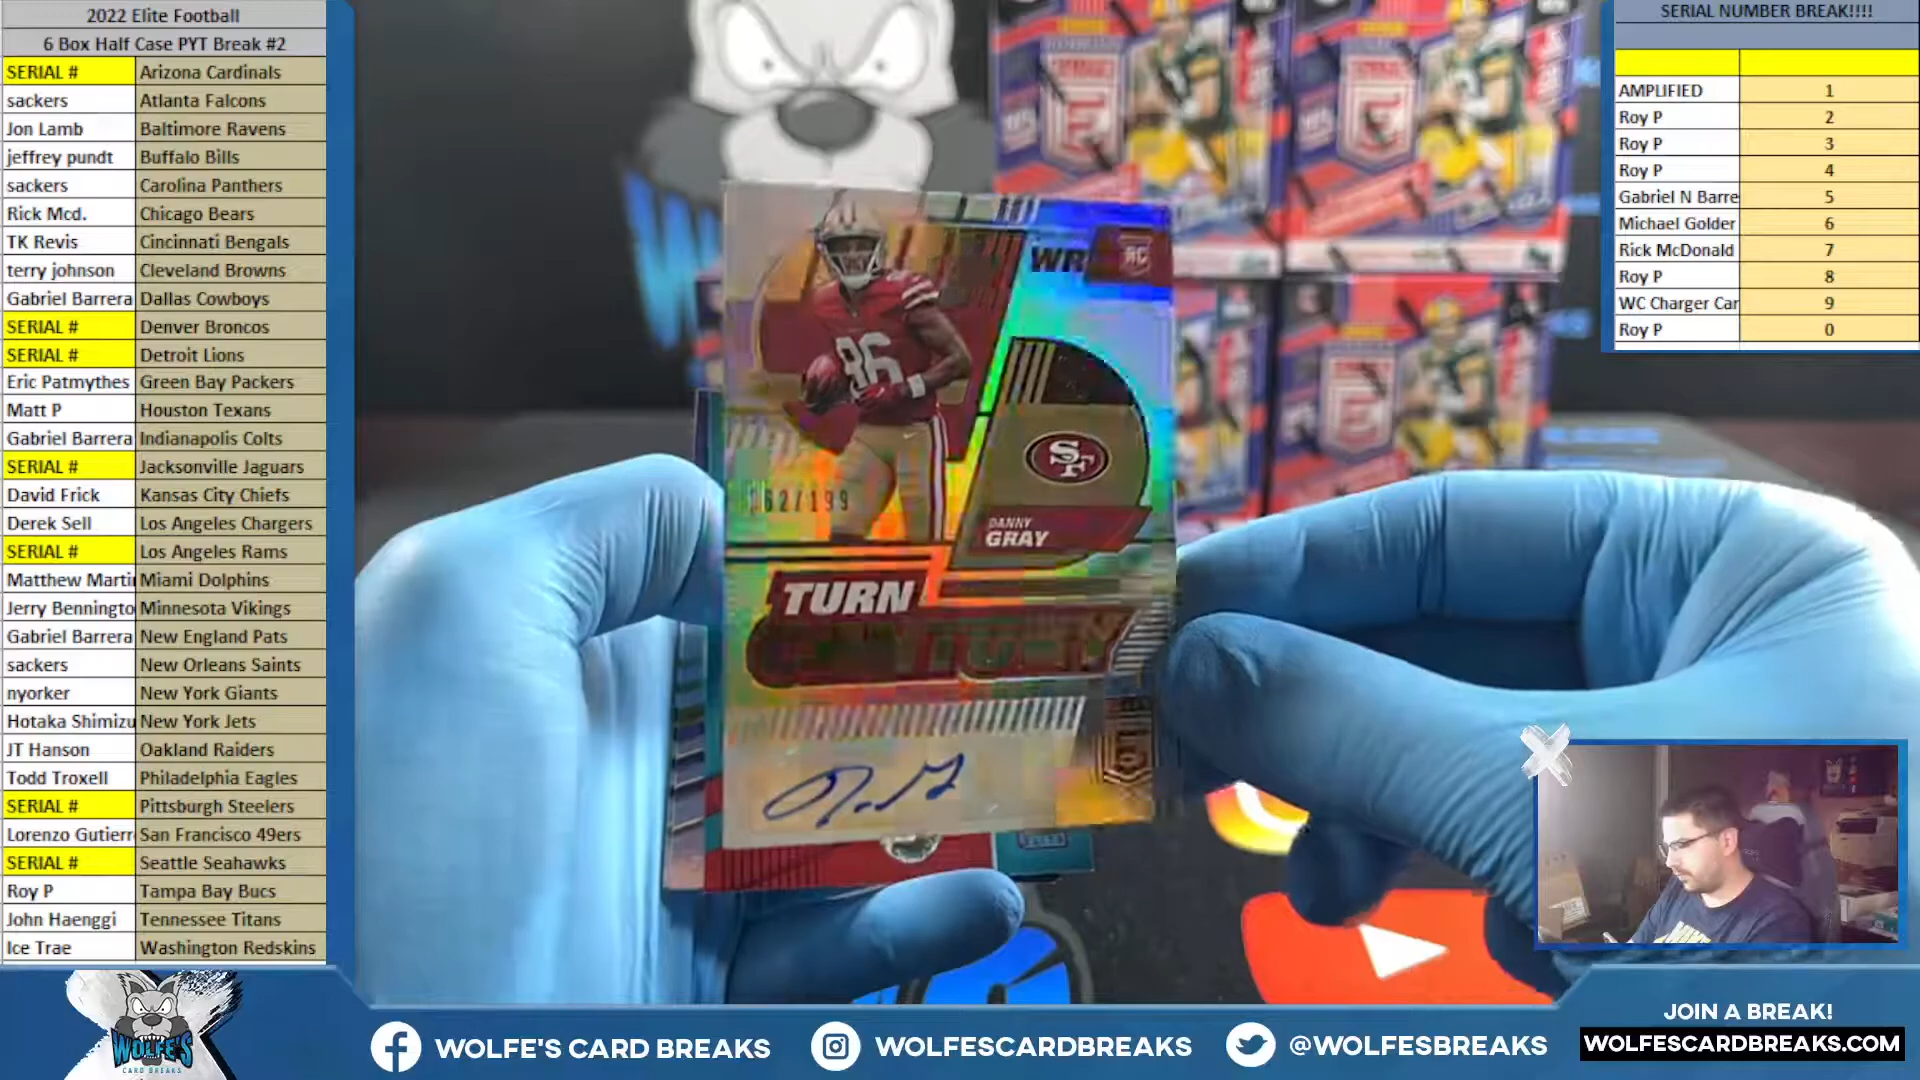 2022 Elite Football
6 Box Half Case PYT Break #2
SERIAL # Arizona Cardinals
sackers Atlanta Falcons
Jon Lamb Baltimore Ravens
jeffrey pundt Buffalo Bills
sackers Carolina Panthers
Rick Mcd. Chicago Bears
TK Revis Cincinnati Bengals
terry johnson Cleveland Browns
Gabriel Barrera Dallas Cowboys
SERIAL # Denver Broncos
SERIAL # Detroit Lions
Eric Patmythes Green Bay Packers
Matt P Houston Texans
Gabriel Barrera Indianapolis Colts
SERIAL # Jacksonville Jaguars
David Frick Kansas City Chiefs
Derek Sell Los Angeles Chargers
SERIAL # Los Angeles Rams
Matthew Marti Miami Dolphins
Jerry Benningto Minnesota Vikings
Gabriel Barrera New England Pats
sackers New Orleans Saints
nyorker New York Giants
Hotaka Shimizu New York Jets
JT Hanson Oakland Raiders
Todd Troxell Philadelphia Eagles
SERIAL # Pittsburgh Steelers
Lorenzo Gutierr San Francisco 49ers
SERIAL # Seattle Seahawks
Roy P Tampa Bay Bucs
John Haenggi Tennessee Titans
Ice Trae Washington Redskins
SERIAL NUMBER BREAK!!!!
AMPLIFIED 1
Roy P 2
Roy P 3
Roy P 4
Gabriel N Barre 5
Michael Golder 6
Rick McDonald 7
Roy P 8
WC Charger Car 9
Roy P 0
WR RC
86
SF
162/199
DANNY
GRAY
TURN
WOLFE'S
CARD BREAKS
WOLFE'S CARD BREAKS
WOLFESCARDBREAKS
@WOLFESBREAKS
JOIN A BREAK!
WOLFESCARDBREAKS.COM